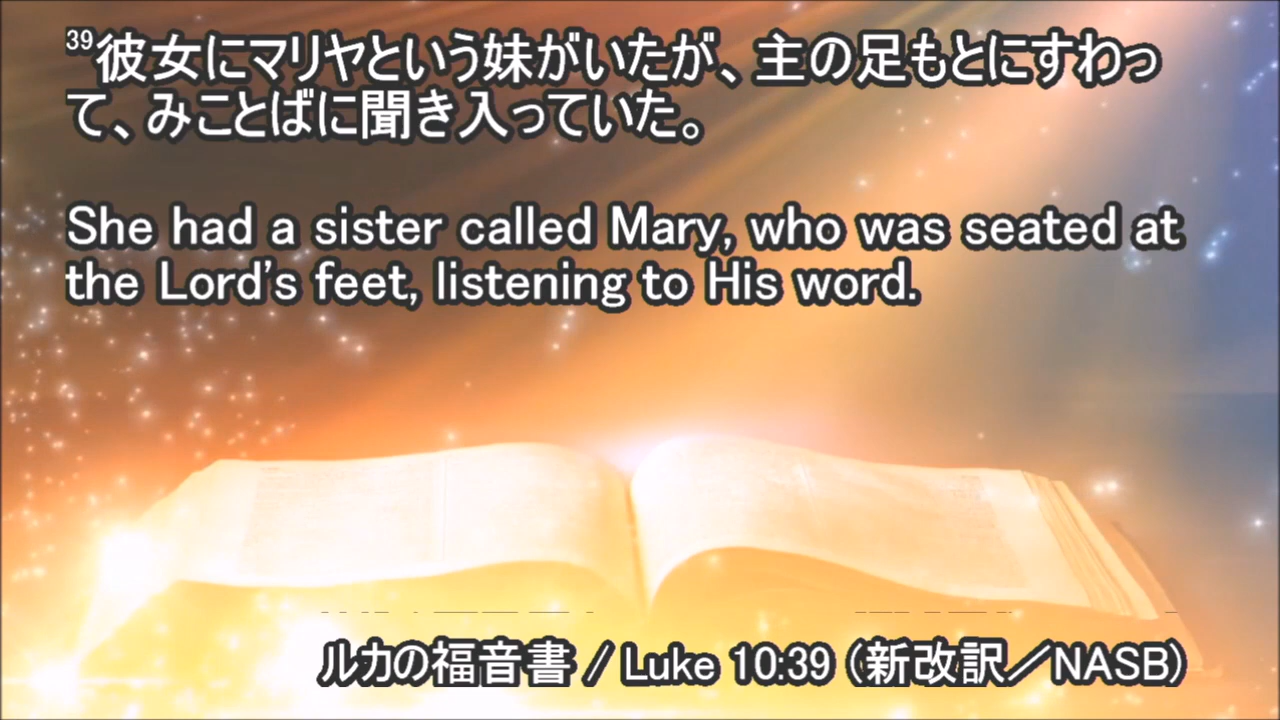 39彼女にマリヤという妹がいたが、主の足もとにすわっ
て、みことばに聞き入っていた。
She had a sister called Mary, who was seated at
the Lord's feet, listening to His word.
ルカの福音書 / Luke 10:39 (新改訳／NASB)